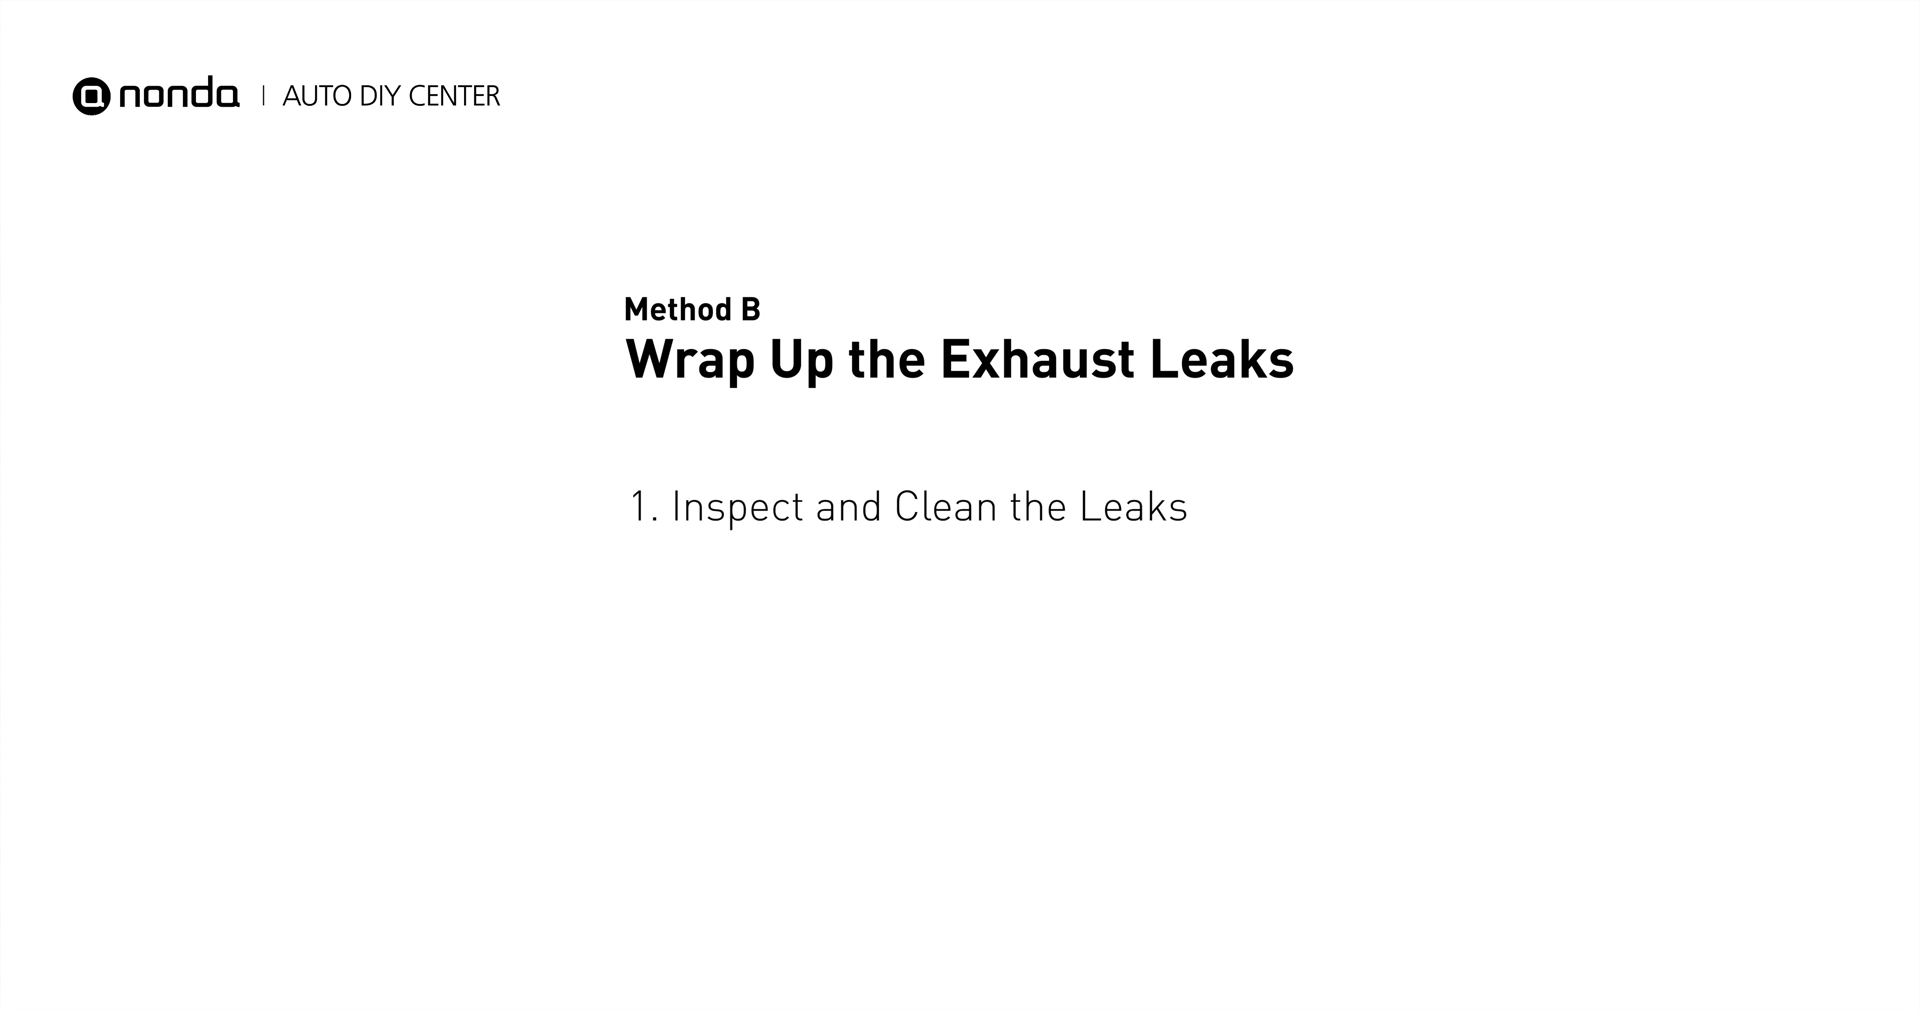 nonda | AUTO DIY CENTER
Method B
Wrap Up the Exhaust Leaks
1. Inspect and Clean the Leaks